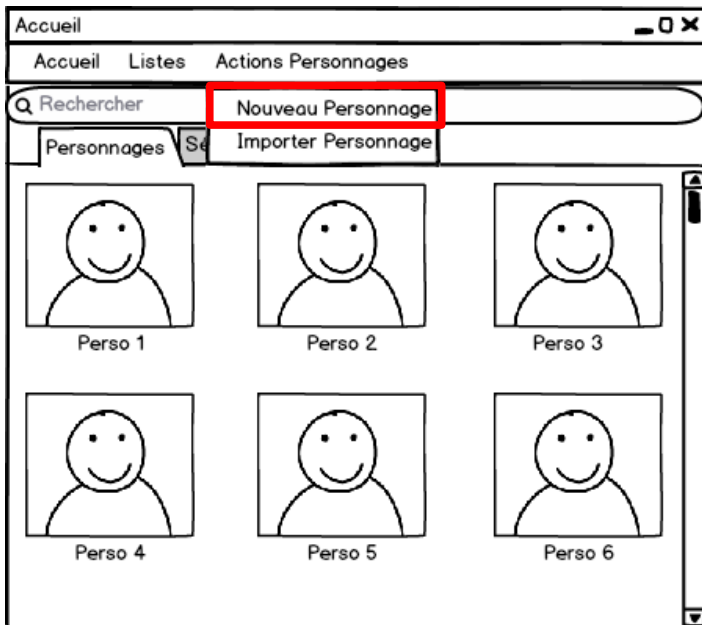 Accueil
Accueil Listes Actions Personnages
Rechercher
Nouveau Personnage
Personnages Sé
Importer Personnage
Perso 1 Perso 2 Perso 3
Perso 4 Perso 5 Perso 6